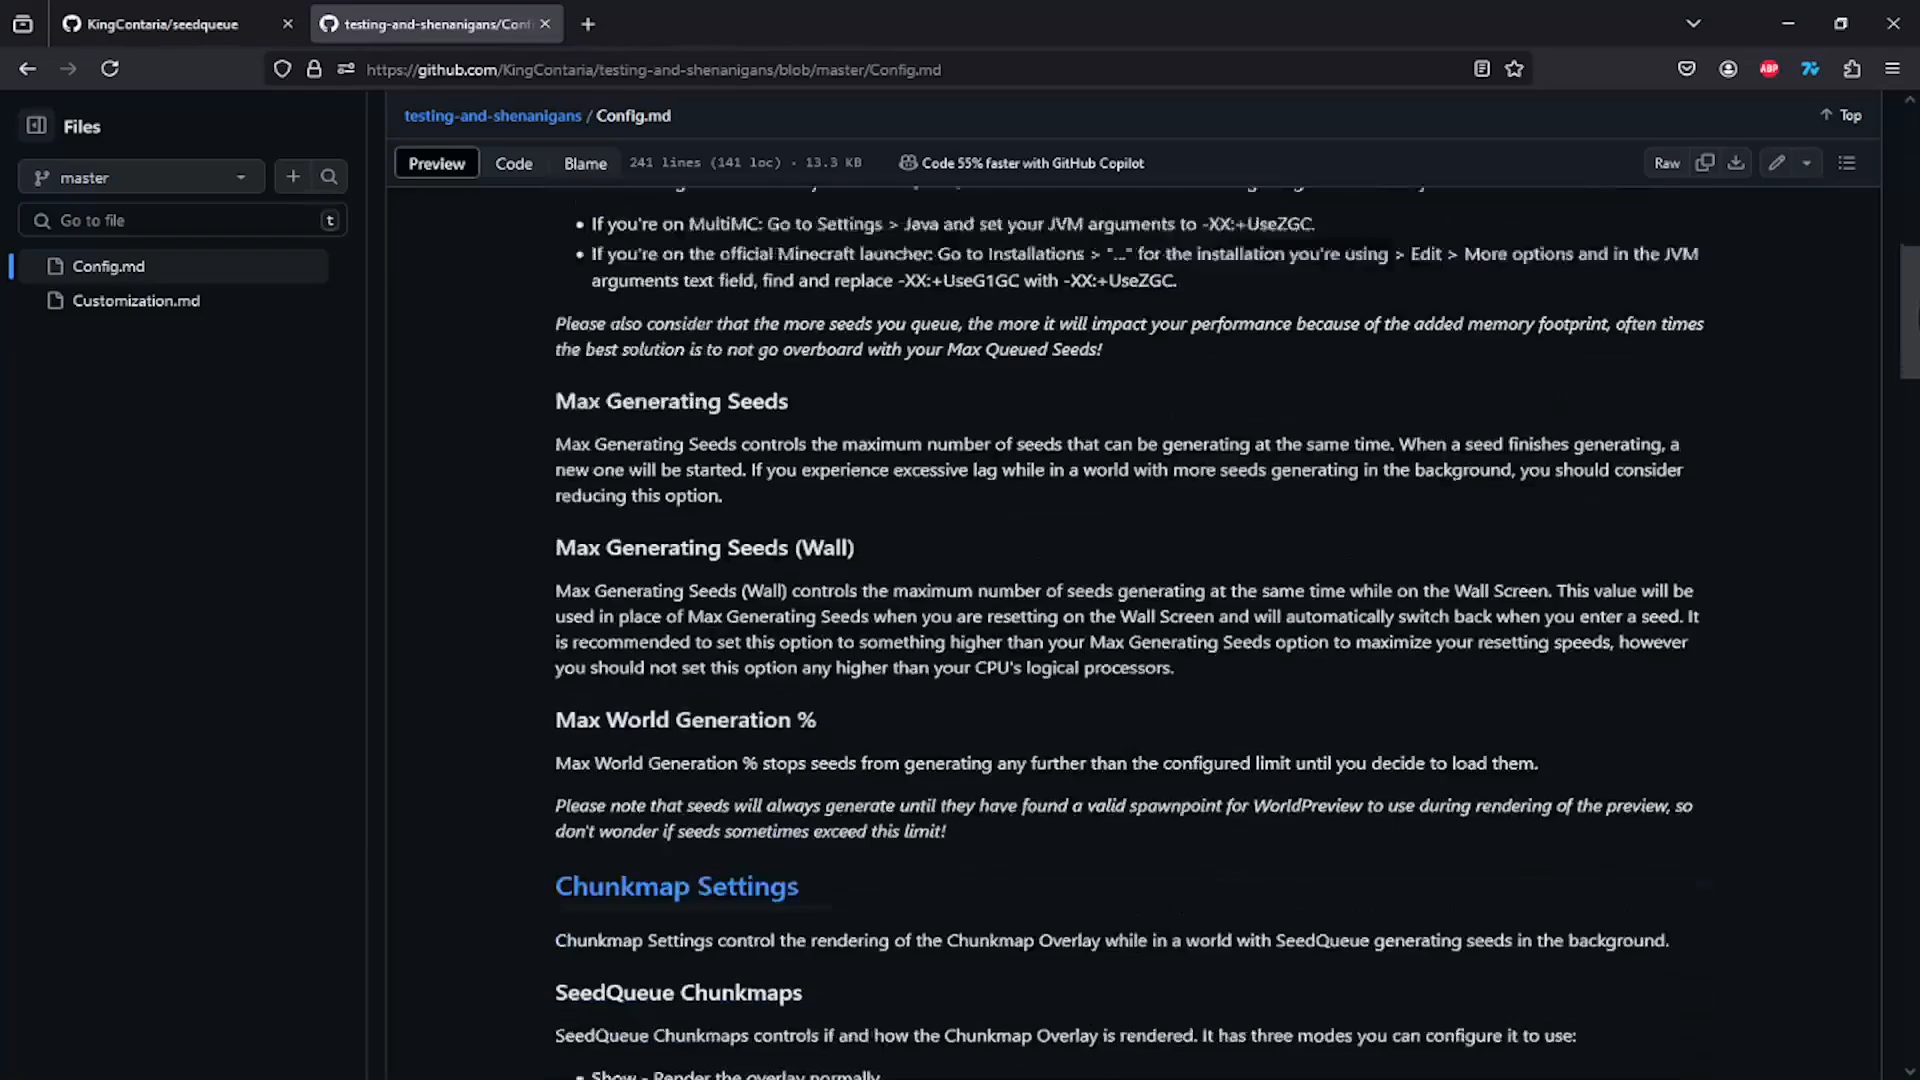 KingContaria/seedqueue
testing-and-shenanigans/Conf
https://github.com/KingContaria/testing-and-shenanigans/blob/master/Config.md
ABP
Files
testing-and-shenanigans / Config.md
Top
master
Preview
Code
Blame
241 lines (141 loc) · 13.3 KB
Code 55% faster with GitHub Copilot
Raw
Go to file
t
Config.md
Customization.md
• If you're on MultiMC: Go to Settings > Java and set your JVM arguments to -XX:+UseZGC.
• If you're on the official Minecraft launcher: Go to Installations > "..." for the installation you're using > Edit > More options and in the JVM
arguments text field, find and replace -XX:+UseG1GC with -XX:+UseZGC.
Please also consider that the more seeds you queue, the more it will impact your performance because of the added memory footprint, often times
the best solution is to not go overboard with your Max Queued Seeds!
Max Generating Seeds
Max Generating Seeds controls the maximum number of seeds that can be generating at the same time. When a seed finishes generating, a
new one will be started. If you experience excessive lag while in a world with more seeds generating in the background, you should consider
reducing this option.
Max Generating Seeds (Wall)
Max Generating Seeds (Wall) controls the maximum number of seeds generating at the same time while on the Wall Screen. This value will be
used in place of Max Generating Seeds when you are resetting on the Wall Screen and will automatically switch back when you enter a seed. It
is recommended to set this option to something higher than your Max Generating Seeds option to maximize your resetting speeds, however
you should not set this option any higher than your CPU's logical processors.
Max World Generation %
Max World Generation % stops seeds from generating any further than the configured limit until you decide to load them.
Please note that seeds will always generate until they have found a valid spawnpoint for WorldPreview to use during rendering of the preview, so
don't wonder if seeds sometimes exceed this limit!
Chunkmap Settings
Chunkmap Settings control the rendering of the Chunkmap Overlay while in a world with SeedQueue generating seeds in the background.
SeedQueue Chunkmaps
SeedQueue Chunkmaps controls if and how the Chunkmap Overlay is rendered. It has three modes you can configure it to use:
• Show - Render the overlay normally